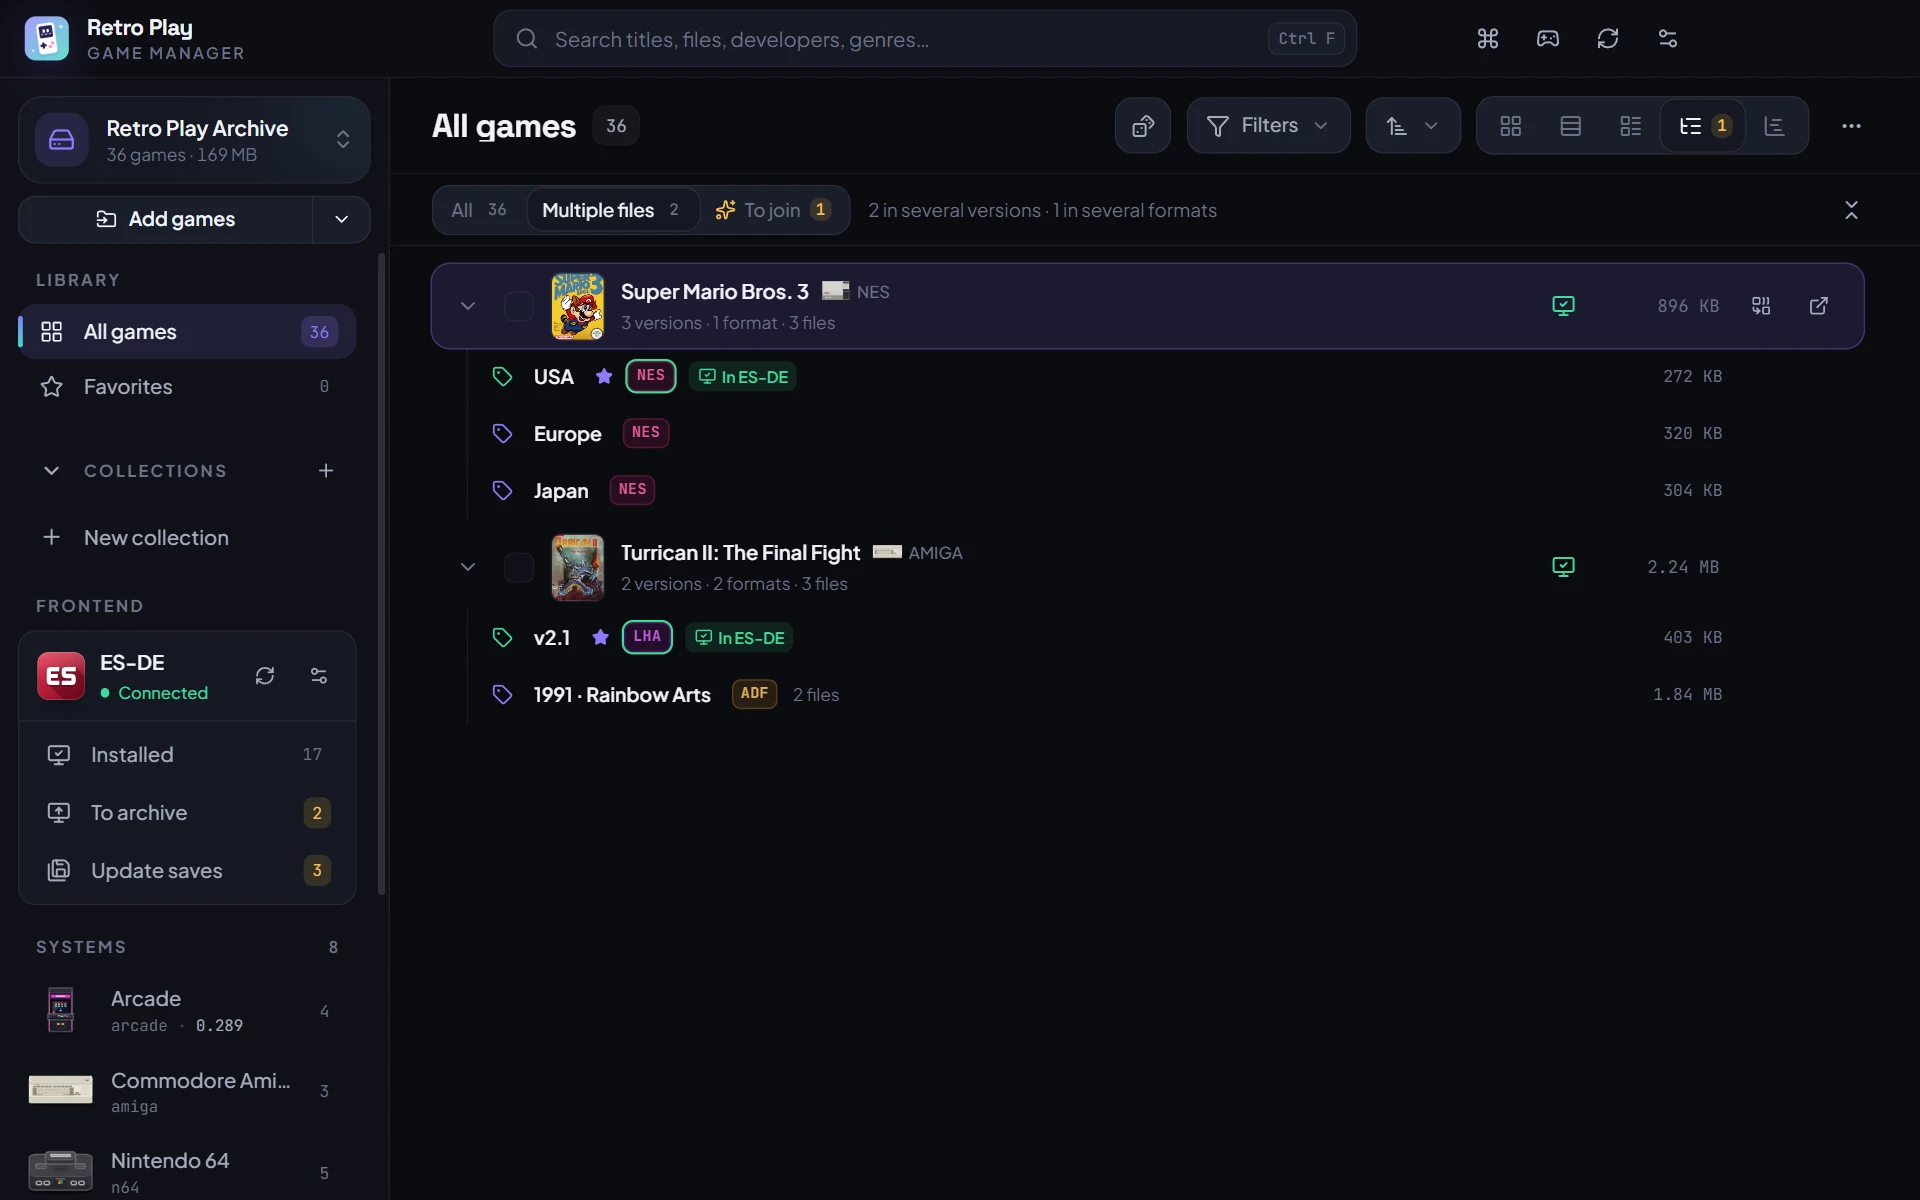 Retro Play
GAME MANAGER
Search titles, files, developers, genres...
Ctrl F
Retro Play Archive
36 games · 169 MB
Add games
LIBRARY
All games 36
Favorites 0
COLLECTIONS
New collection
FRONTEND
ES
ES-DE
Connected
Installed 17
To archive 2
Update saves 3
SYSTEMS 8
Arcade 4
arcade · 0.289
Commodore Ami... 3
amiga
Nintendo 64 5
n64
All games 36
Filters
1
All 36 Multiple files 2 To join 1 2 in several versions · 1 in several formats
SUPER MARIO BROS. 3
Super Mario Bros. 3 NES
3 versions · 1 format · 3 files
896 KB
USA NES In ES-DE 272 KB
Europe NES 320 KB
Japan NES 304 KB
TURRICAN II
Turrican II: The Final Fight AMIGA
2 versions · 2 formats · 3 files
2.24 MB
v2.1 LHA In ES-DE 403 KB
1991 · Rainbow Arts ADF 2 files 1.84 MB